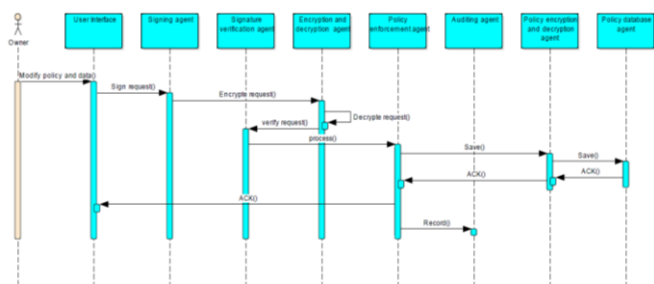 Owner
User Interface
Signing agent
Signature
verification agent
Encryption and
decryption agent
Policy
enforcement agent
Auditing agent
Policy encryption
and decryption
agent
Policy database
agent
Modify policy and data()
Sign request()
Encrypte request()
Decrypte request()
verify request()
process()
Save()
Save()
ACK()
ACK()
ACK()
Record()